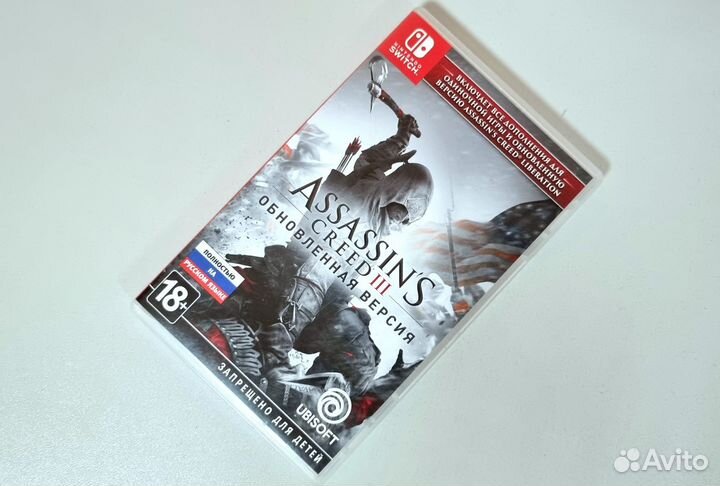 NINTENDO
SWITCH™
ВКЛЮЧАЕТ ВСЕ ДОПОЛНЕНИЯ ДЛЯ
ОДИНОЧНОЙ ИГРЫ И ОБНОВЛЕННУЮ
ВЕРСИЮ ASSASSIN'S CREED® LIBERATION
ASSASSIN'S
CREED III
ОБНОВЛЕННАЯ ВЕРСИЯ
ПОЛНОСТЬЮ
НА
РУССКОМ ЯЗЫКЕ
18+
ЗАПРЕЩЕНО ДЛЯ ДЕТЕЙ
UBISOFT
Avito